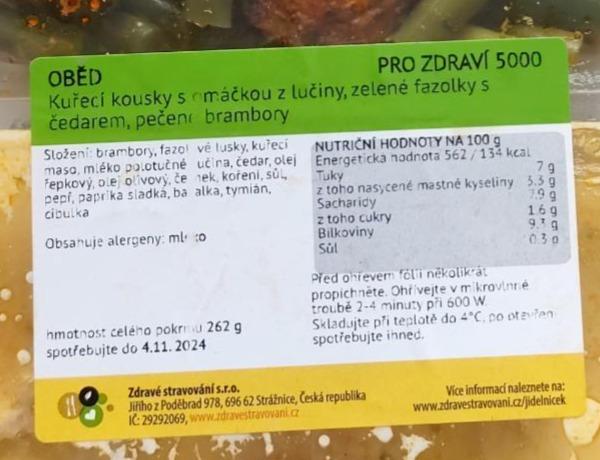 OBĚD
PRO ZDRAVÍ 5000
Kuřecí kousky s omáčkou z lučiny, zelené fazolky s
čedarem, pečené brambory
Složení: brambory, fazolové lusky, kuřecí
maso, mléko polotučné, lučina, čedar, olej
řepkový, olej olivový, česnek, koření, sůl,
pepř, paprika sladká, bazalka, tymián,
cibulka
Obsahuje alergeny: mléko
hmotnost celého pokrmu 262 g
spotřebujte do 4.11. 2024
NUTRIČNÍ HODNOTY NA 100 g
Energetická hodnota 562 / 134 kcal
Tuky 7 g
z toho nasycené mastné kyseliny 3.3 g
Sacharidy 7.9 g
z toho cukry 1.6 g
Bílkoviny 9.3 g
Sůl 0.3 g
Před ohřevem fólii několikrát
propíchněte. Ohřívejte v mikrovlnné
troubě 2-4 minuty při 600 W.
Skladujte při teplotě do 4°C, po otevření
spotřebujte ihned.
Zdravé stravování s.r.o.
Jiřího z Poděbrad 978, 696 62 Strážnice, Česká republika
IČ: 29292069, www.zdravestravovani.cz
Více informací naleznete na:
www.zdravestravovani.cz/jidelnicek